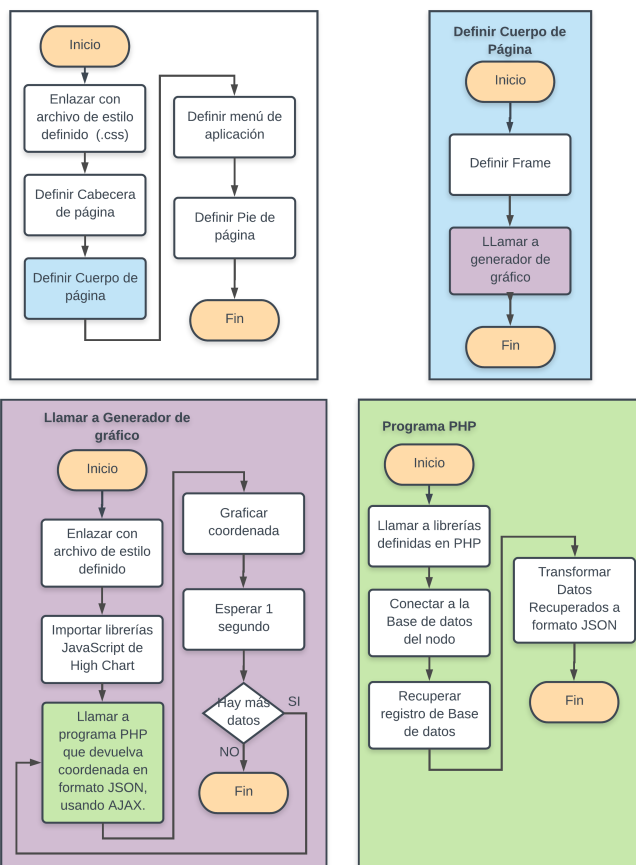 Inicio
Enlazar con
archivo de estilo
definido (.css)
Definir Cabecera
de página
Definir Cuerpo de
página
Definir menú de
aplicación
Definir Pie de
página
Fin
Definir Cuerpo de
Página
Inicio
Definir Frame
LLamar a
generador de
gráfico
Fin
Llamar a Generador de
gráfico
Inicio
Enlazar con
archivo de estilo
definido
Importar librerías
JavaScript de
High Chart
Llamar a
programa PHP
que devuelva
coordenada en
formato JSON,
usando AJAX.
Graficar
coordenada
Esperar 1
segundo
Hay más
datos
SI
NO
Fin
Programa PHP
Inicio
Llamar a librerías
definidas en PHP
Conectar a la
Base de datos
del nodo
Recuperar
registro de Base
de datos
Transformar
Datos
Recuperados a
formato JSON
Fin